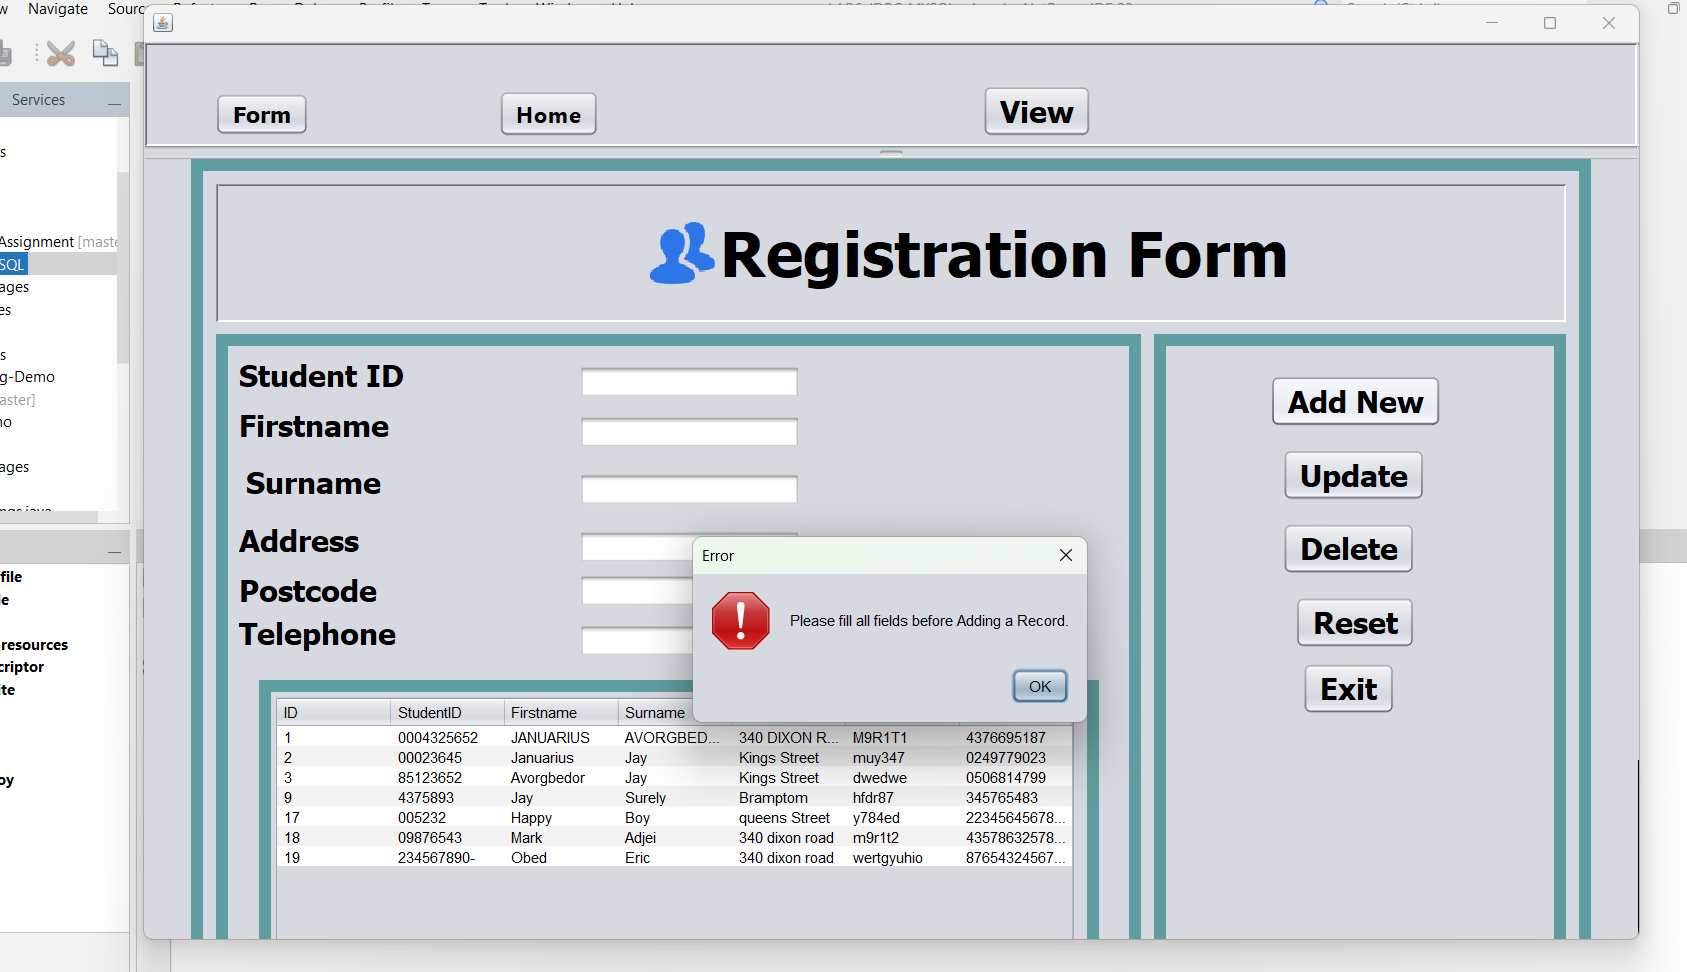 Navigate
Services
Assignment [maste
SQL
ages
g-Demo
aster]
ages
file
resources
criptor
Form
Home
View
Registration Form
Student ID
Firstname
Surname
Address
Postcode
Telephone
Add New
Update
Delete
Reset
Exit
Error
Please fill all fields before Adding a Record.
OK
ID StudentID Firstname Surname
1 0004325652 JANUARIUS AVORGBED... 340 DIXON R... M9R1T1 4376695187
2 00023645 Januarius Jay Kings Street muy347 0249779023
3 85123652 Avorgbedor Jay Kings Street dwedwe 0506814799
9 4375893 Jay Surely Bramptom hfdr87 345765483
17 005232 Happy Boy queens Street y784ed 22345645678...
18 09876543 Mark Adjei 340 dixon road m9r1t2 43578632578...
19 234567890- Obed Eric 340 dixon road wertgyuhio 87654324567...